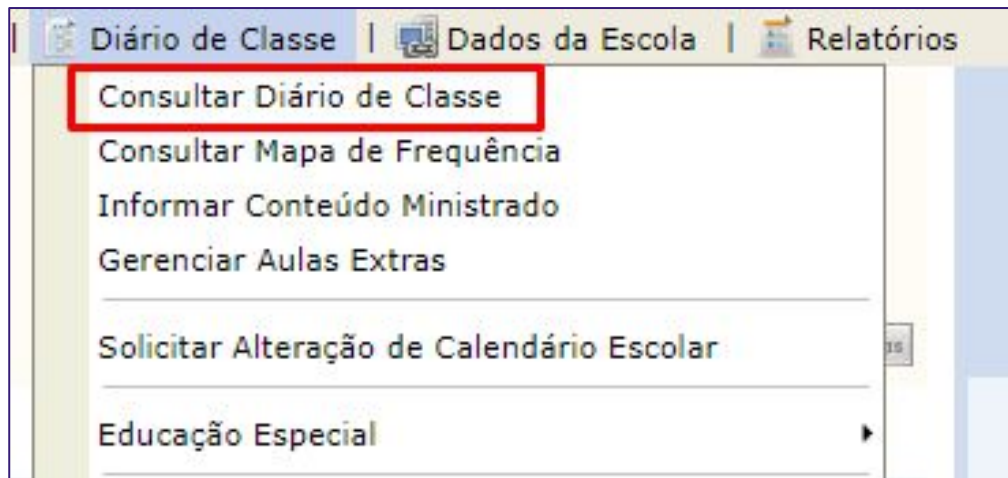 | Diário de Classe | Dados da Escola | Relatórios
Consultar Diário de Classe
Consultar Mapa de Frequência
Informar Conteúdo Ministrado
Gerenciar Aulas Extras
Solicitar Alteração de Calendário Escolar
Educação Especial